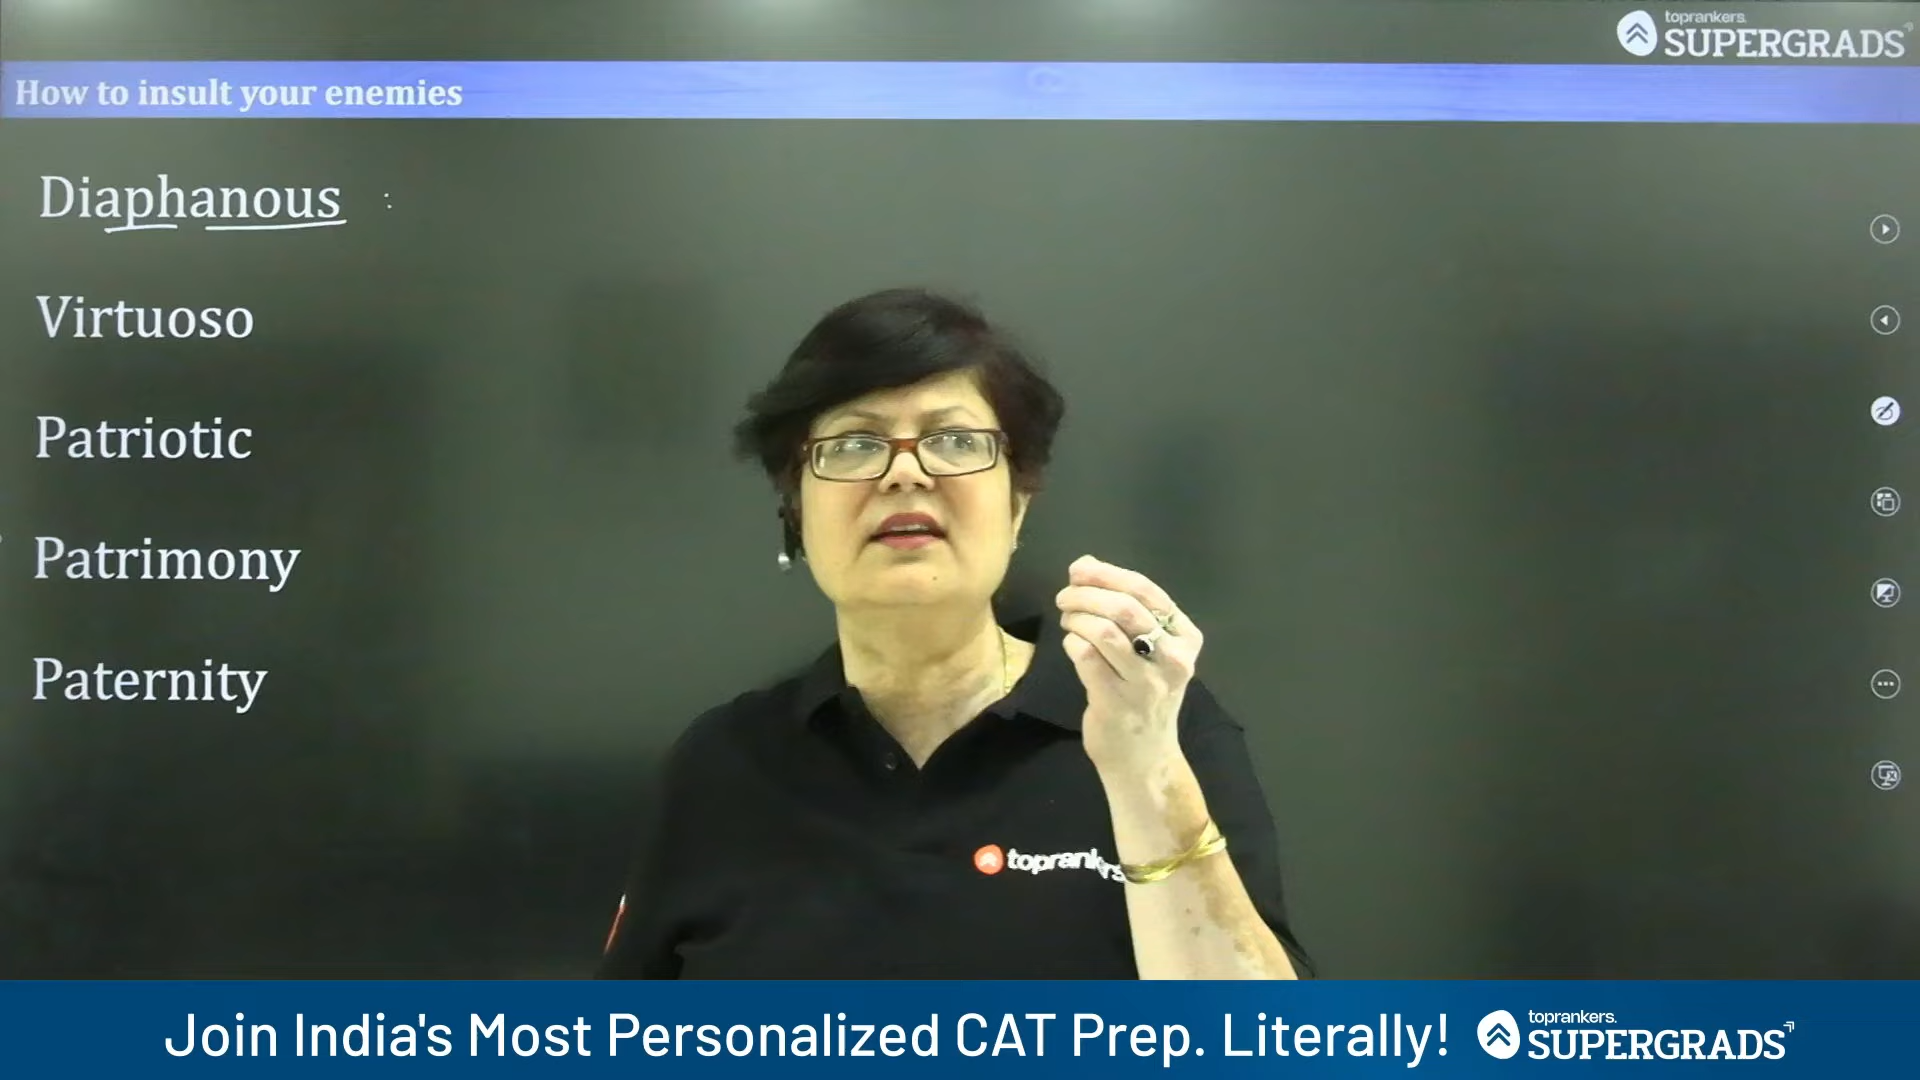 toprankers
SUPERGRADS
How to insult your enemies
Diaphanous :
Virtuoso
Patriotic
Patrimony
Paternity
toprankers
Join India's Most Personalized CAT Prep. Literally!
toprankers
SUPERGRADS